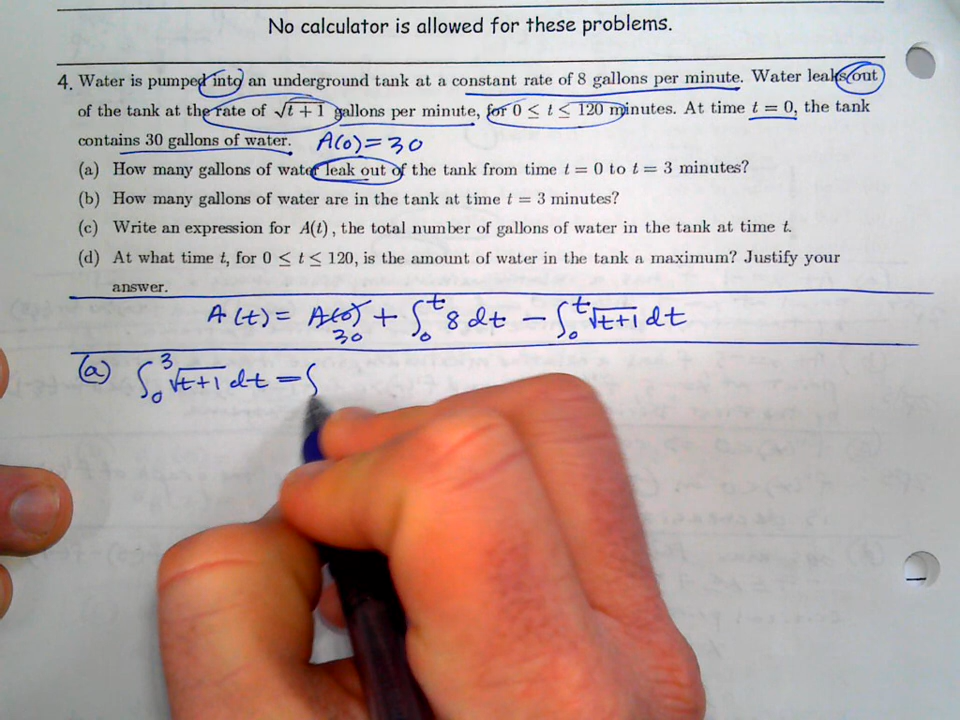 No calculator is allowed for these problems.
4. Water is pumped into an underground tank at a constant rate of 8 gallons per minute. Water leaks out
of the tank at the rate of √t + 1 gallons per minute, for 0 ≤ t ≤ 120 minutes. At time t = 0, the tank
contains 30 gallons of water. A(0) = 30
(a) How many gallons of water leak out of the tank from time t = 0 to t = 3 minutes?
(b) How many gallons of water are in the tank at time t = 3 minutes?
(c) Write an expression for A(t), the total number of gallons of water in the tank at time t.
(d) At what time t, for 0 ≤ t ≤ 120, is the amount of water in the tank a maximum? Justify your
answer.
A(t) = A(0) + ∫₀ᵗ 8 dt − ∫₀ᵗ √t+1 dt
30
(a) ∫₀³ √t+1 dt = ∫